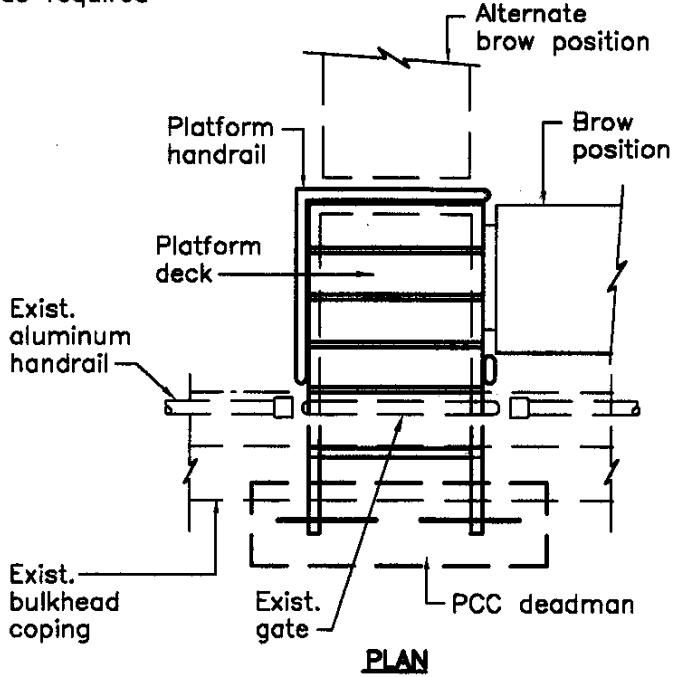 required
Alternate
brow position
Platform
handrail
Brow
position
Platform
deck
Exist.
aluminum
handrail
Exist.
bulkhead
coping
Exist.
gate
PCC deadman
PLAN